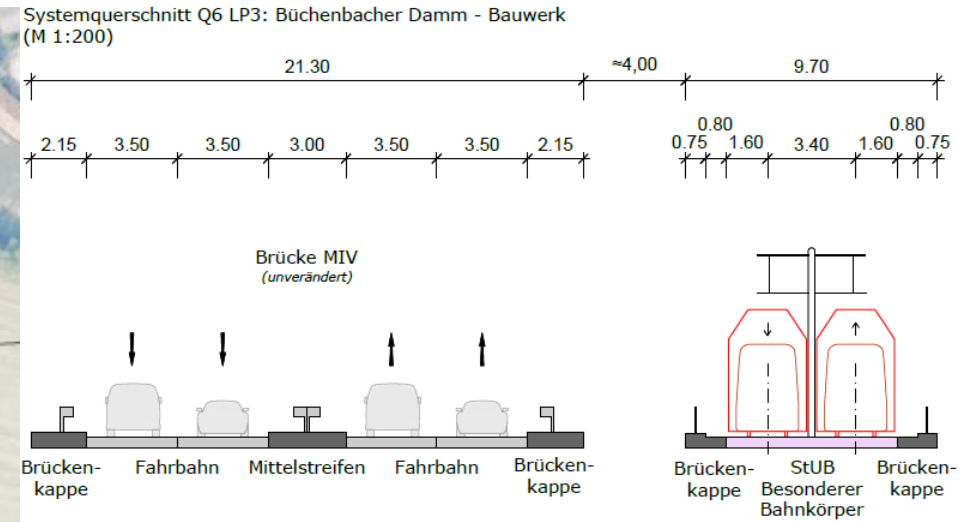 Systemquerschnitt Q6 LP3: Büchenbacher Damm - Bauwerk
(M 1:200)
21.30
≈4,00
9.70
2.15 3.50 3.50 3.00 3.50 3.50 2.15
0.80 0.80
0.75 1.60 3.40 1.60 0.75
Brücke MIV
(unverändert)
Brücken-
kappe
Fahrbahn
Mittelstreifen
Fahrbahn
Brücken-
kappe
Brücken-
kappe
StUB
Besonderer
Bahnkörper
Brücken-
kappe